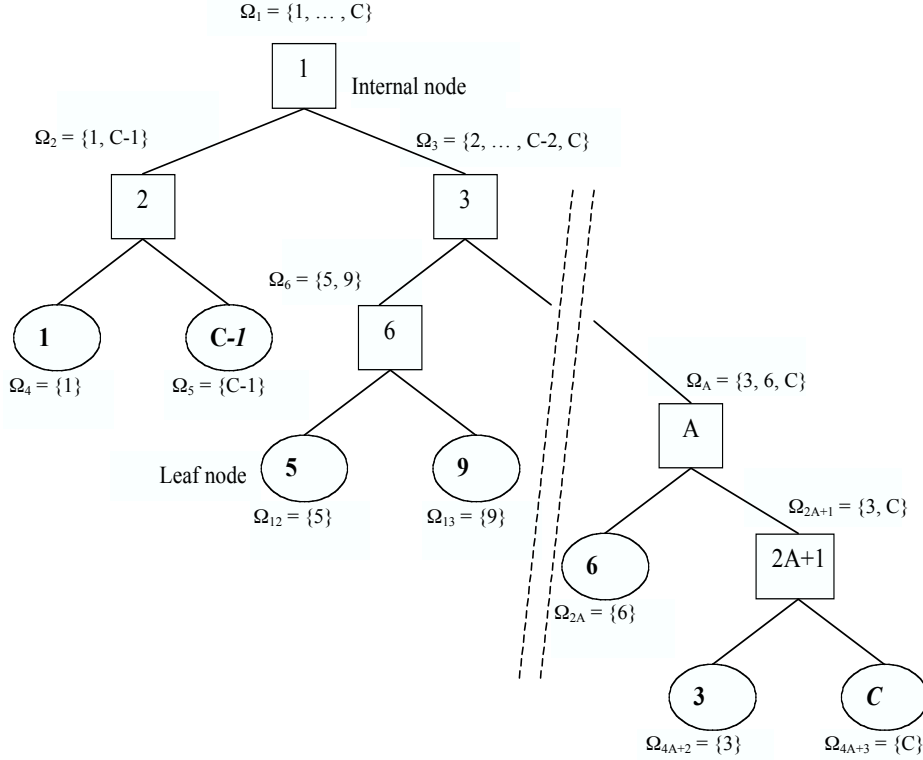 Ω1 = {1, … , C}
1
Internal node
Ω2 = {1, C-1}
Ω3 = {2, … , C-2, C}
2
3
Ω6 = {5, 9}
1
C-1
6
Ω4 = {1}
Ω5 = {C-1}
ΩA = {3, 6, C}
A
Leaf node
5
9
Ω12 = {5}
Ω13 = {9}
Ω2A+1 = {3, C}
6
2A+1
Ω2A = {6}
3
C
Ω4A+2 = {3}
Ω4A+3 = {C}